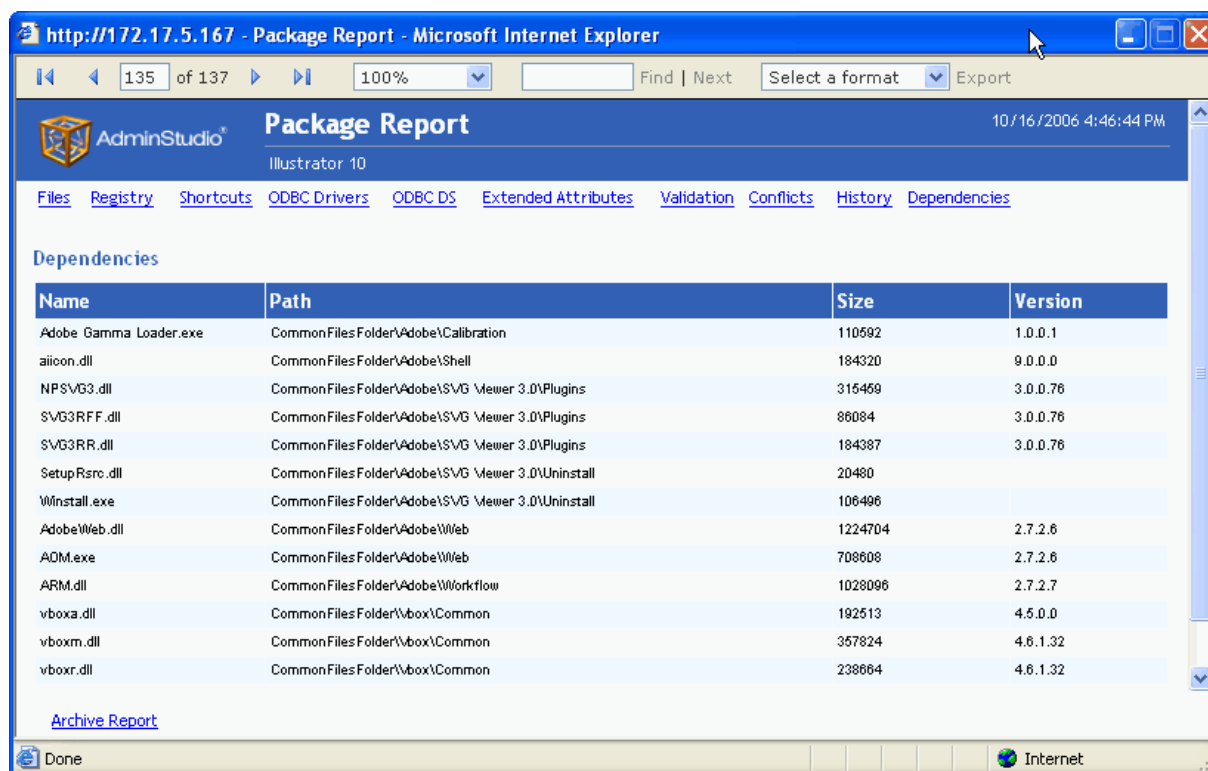 http://172.17.5.167 - Package Report - Microsoft Internet Explorer
135 of 137 100% Find | Next Select a format Export
AdminStudio® Package Report 10/16/2006 4:46:44 PM
Illustrator 10
Files Registry Shortcuts ODBC Drivers ODBC DS Extended Attributes Validation Conflicts History Dependencies
Dependencies
Name Path Size Version
Adobe Gamma Loader.exe CommonFilesFolder\Adobe\Calibration 110592 1.0.0.1
aiicon.dll CommonFilesFolder\Adobe\Shell 184320 9.0.0.0
NPSVG3.dll CommonFilesFolder\Adobe\SVG Viewer 3.0\Plugins 315459 3.0.0.76
SVG3RFF.dll CommonFilesFolder\Adobe\SVG Viewer 3.0\Plugins 86084 3.0.0.76
SVG3RR.dll CommonFilesFolder\Adobe\SVG Viewer 3.0\Plugins 184387 3.0.0.76
SetupRsrc.dll CommonFilesFolder\Adobe\SVG Viewer 3.0\Uninstall 20480
Winstall.exe CommonFilesFolder\Adobe\SVG Viewer 3.0\Uninstall 106496
AdobeWeb.dll CommonFilesFolder\Adobe\Web 1224704 2.7.2.6
AOM.exe CommonFilesFolder\Adobe\Web 708608 2.7.2.6
ARM.dll CommonFilesFolder\Adobe\Workflow 1028096 2.7.2.7
vboxa.dll CommonFilesFolder\Vbox\Common 192513 4.5.0.0
vboxm.dll CommonFilesFolder\Vbox\Common 357824 4.6.1.32
vboxr.dll CommonFilesFolder\Vbox\Common 238664 4.6.1.32
Archive Report
Done Internet